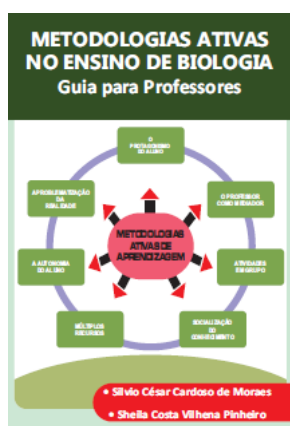 METODOLOGIAS ATIVAS
NO ENSINO DE BIOLOGIA
Guia para Professores
O
PROTAGONISMO
DO ALUNO
A PROBLEMATIZAÇÃO
DA
REALIDADE
O PROFESSOR
COMO MEDIADOR
METODOLOGIAS
ATIVAS DE
APRENDIZAGEM
A AUTONOMIA
DO ALUNO
ATIVIDADES
EM GRUPO
MÚLTIPLOS
RECURSOS
SOCIALIZAÇÃO
DO
CONHECIMENTO
• Silvio César Cardoso de Moraes
• Sheila Costa Vilhena Pinheiro